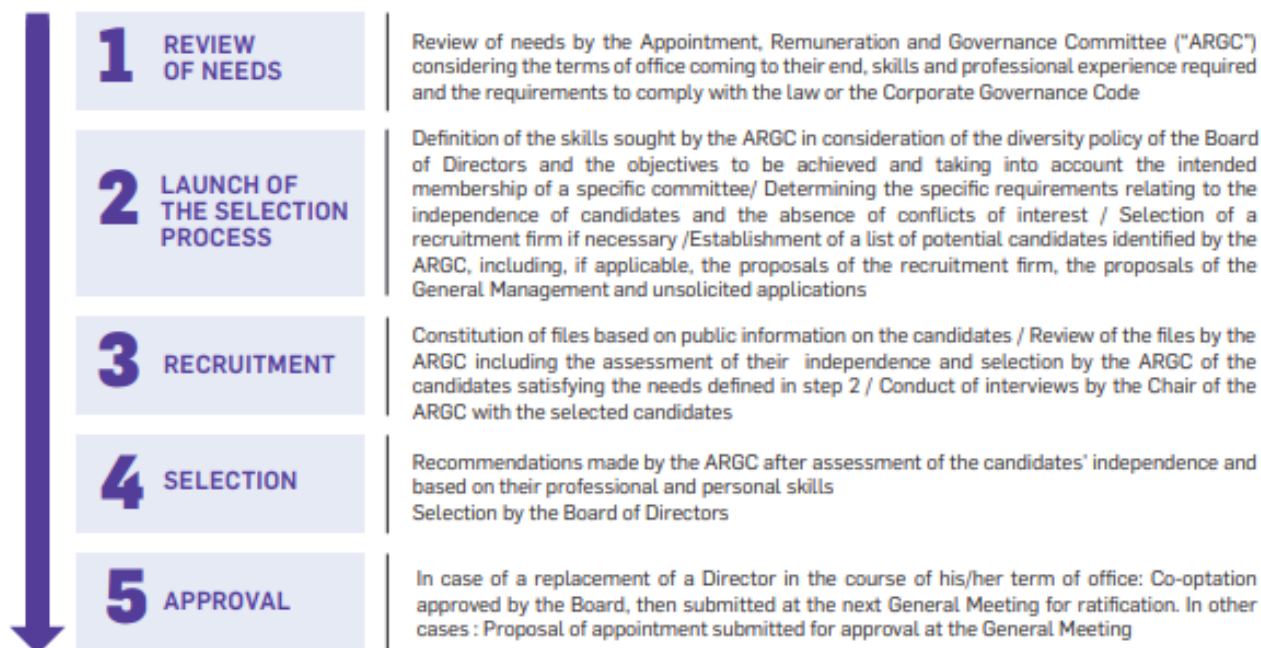 1 REVIEW
OF NEEDS
Review of needs by the Appointment, Remuneration and Governance Committee (“ARGC”)
considering the terms of office coming to their end, skills and professional experience required
and the requirements to comply with the law or the Corporate Governance Code
2 LAUNCH OF
THE SELECTION
PROCESS
Definition of the skills sought by the ARGC in consideration of the diversity policy of the Board
of Directors and the objectives to be achieved and taking into account the intended
membership of a specific committee/ Determining the specific requirements relating to the
independence of candidates and the absence of conflicts of interest / Selection of a
recruitment firm if necessary /Establishment of a list of potential candidates identified by the
ARGC, including, if applicable, the proposals of the recruitment firm, the proposals of the
General Management and unsolicited applications
3 RECRUITMENT
Constitution of files based on public information on the candidates / Review of the files by the
ARGC including the assessment of their independence and selection by the ARGC of the
candidates satisfying the needs defined in step 2 / Conduct of interviews by the Chair of the
ARGC with the selected candidates
4 SELECTION
Recommendations made by the ARGC after assessment of the candidates' independence and
based on their professional and personal skills
Selection by the Board of Directors
5 APPROVAL
In case of a replacement of a Director in the course of his/her term of office: Co-optation
approved by the Board, then submitted at the next General Meeting for ratification. In other
cases : Proposal of appointment submitted for approval at the General Meeting